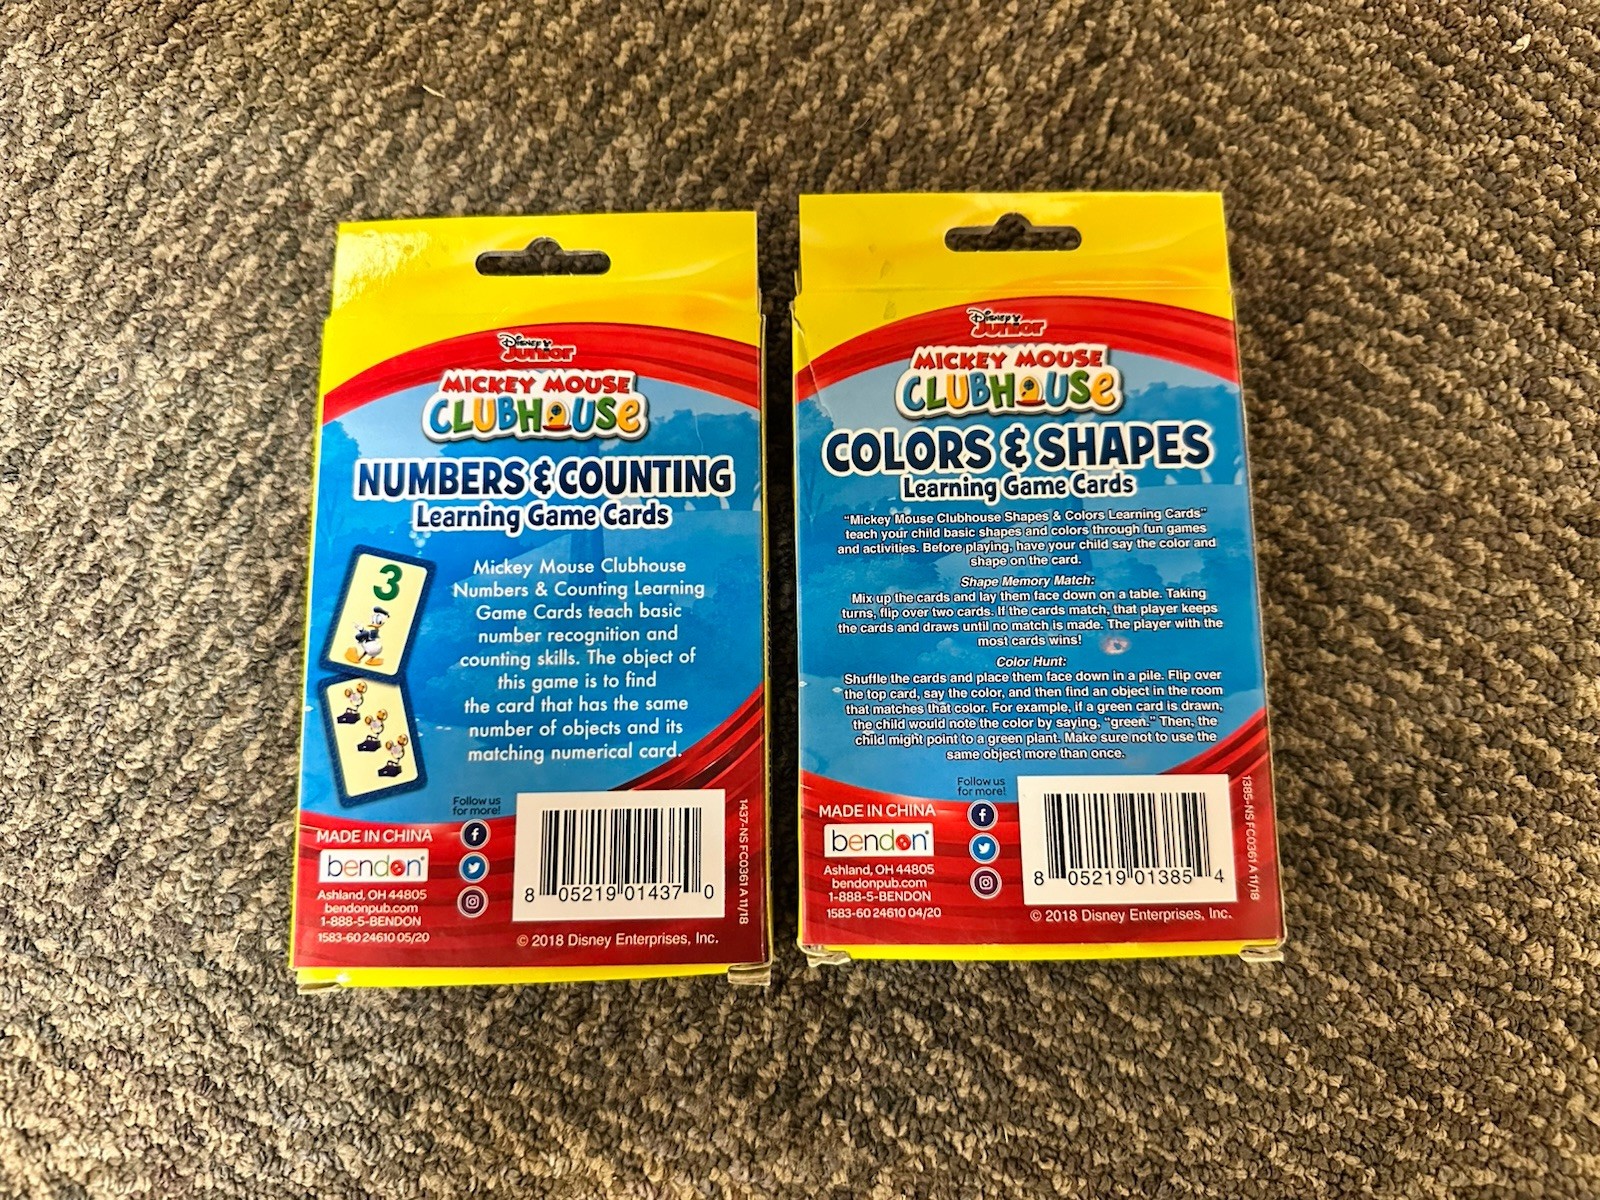 Disney
Junior
MICKEY MOUSE
CLUBHOUSE
NUMBERS & COUNTING
Learning Game Cards
3
Mickey Mouse Clubhouse
Numbers & Counting Learning
Game Cards teach basic
number recognition and
counting skills. The object of
this game is to find
the card that has the same
number of objects and its
matching numerical card.
Follow us
for more!
MADE IN CHINA
bendon®
Ashland, OH 44805
bendonpub.com
1-888-5-BENDON
1583-60 24610 05/20
8 05219 01437 0
© 2018 Disney Enterprises, Inc.
1437-NS FC0361 A 11/18
Disney
Junior
MICKEY MOUSE
CLUBHOUSE
COLORS & SHAPES
Learning Game Cards
"Mickey Mouse Clubhouse Shapes & Colors Learning Cards"
teach your child basic shapes and colors through fun games
and activities. Before playing, have your child say the color and
shape on the card.
Shape Memory Match:
Mix up the cards and lay them face down on a table. Taking
turns, flip over two cards. If the cards match, that player keeps
the cards and draws until no match is made. The player with the
most cards wins!
Color Hunt:
Shuffle the cards and place them face down in a pile. Flip over
the top card, say the color, and then find an object in the room
that matches that color. For example, if a green card is drawn,
the child would note the color by saying, "green." Then, the
child might point to a green plant. Make sure not to use the
same object more than once.
Follow us
for more!
MADE IN CHINA
bendon®
Ashland, OH 44805
bendonpub.com
1-888-5-BENDON
1583-60 24610 04/20
8 05219 01385 4
© 2018 Disney Enterprises, Inc.
1385-NS FC0361 A 11/18